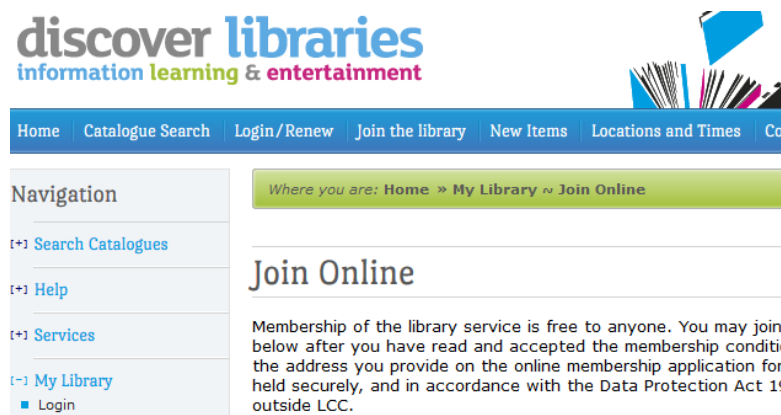 discover libraries
information learning & entertainment
Home Catalogue Search Login/Renew Join the library New Items Locations and Times Co
Navigation
Where you are: Home » My Library ~ Join Online
[+] Search Catalogues
Join Online
[+] Help
[+] Services
Membership of the library service is free to anyone. You may join
below after you have read and accepted the membership conditi
the address you provide on the online membership application for
held securely, and in accordance with the Data Protection Act 19
outside LCC.
[-] My Library
Login